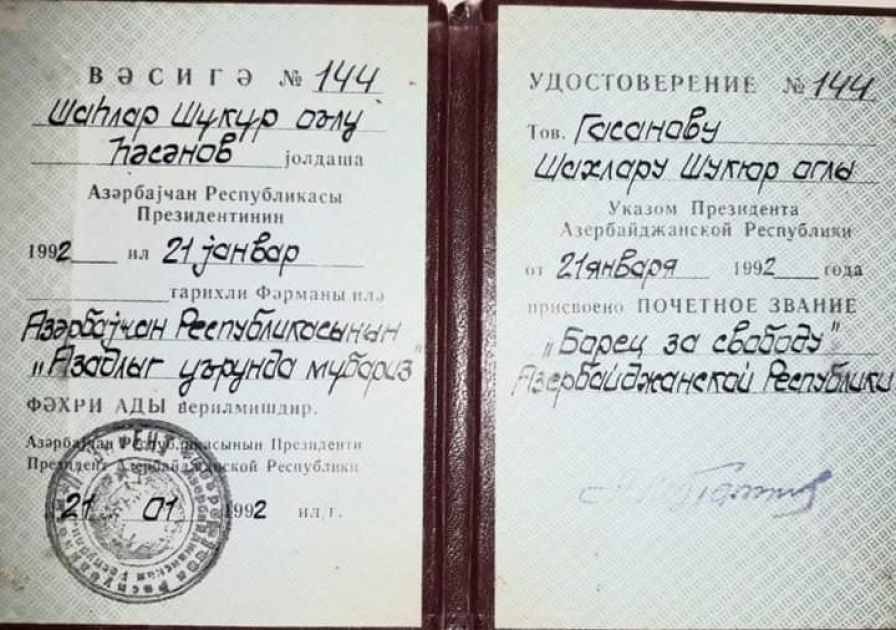 ВӘСИГӘ № 144
Шаһлар Шукур оғлу
Һәсәнов јолдаша
Азәрбајҹан Республикасы
Президентинин
1992 ил 21 јанвар
тарихли Фәрманы илә
Азәрбајҹан Республикасынын
"Азадлыг уғрунда мубариз"
ФӘХРИ АДЫ верилмишдир.
Азәрбајҹан Республикасынын Президенти
Президент Азербайджанской Республики
21 01 1992 ил г.
УДОСТОВЕРЕНИЕ № 144
Тов. Гасанову
Шахлару Шукюр оглы
Указом Президента
Азербайджанской Республики
от 21 января 1992 года
присвоено ПОЧЕТНОЕ ЗВАНИЕ
"Борец за свободу"
Азербайджанской Республики